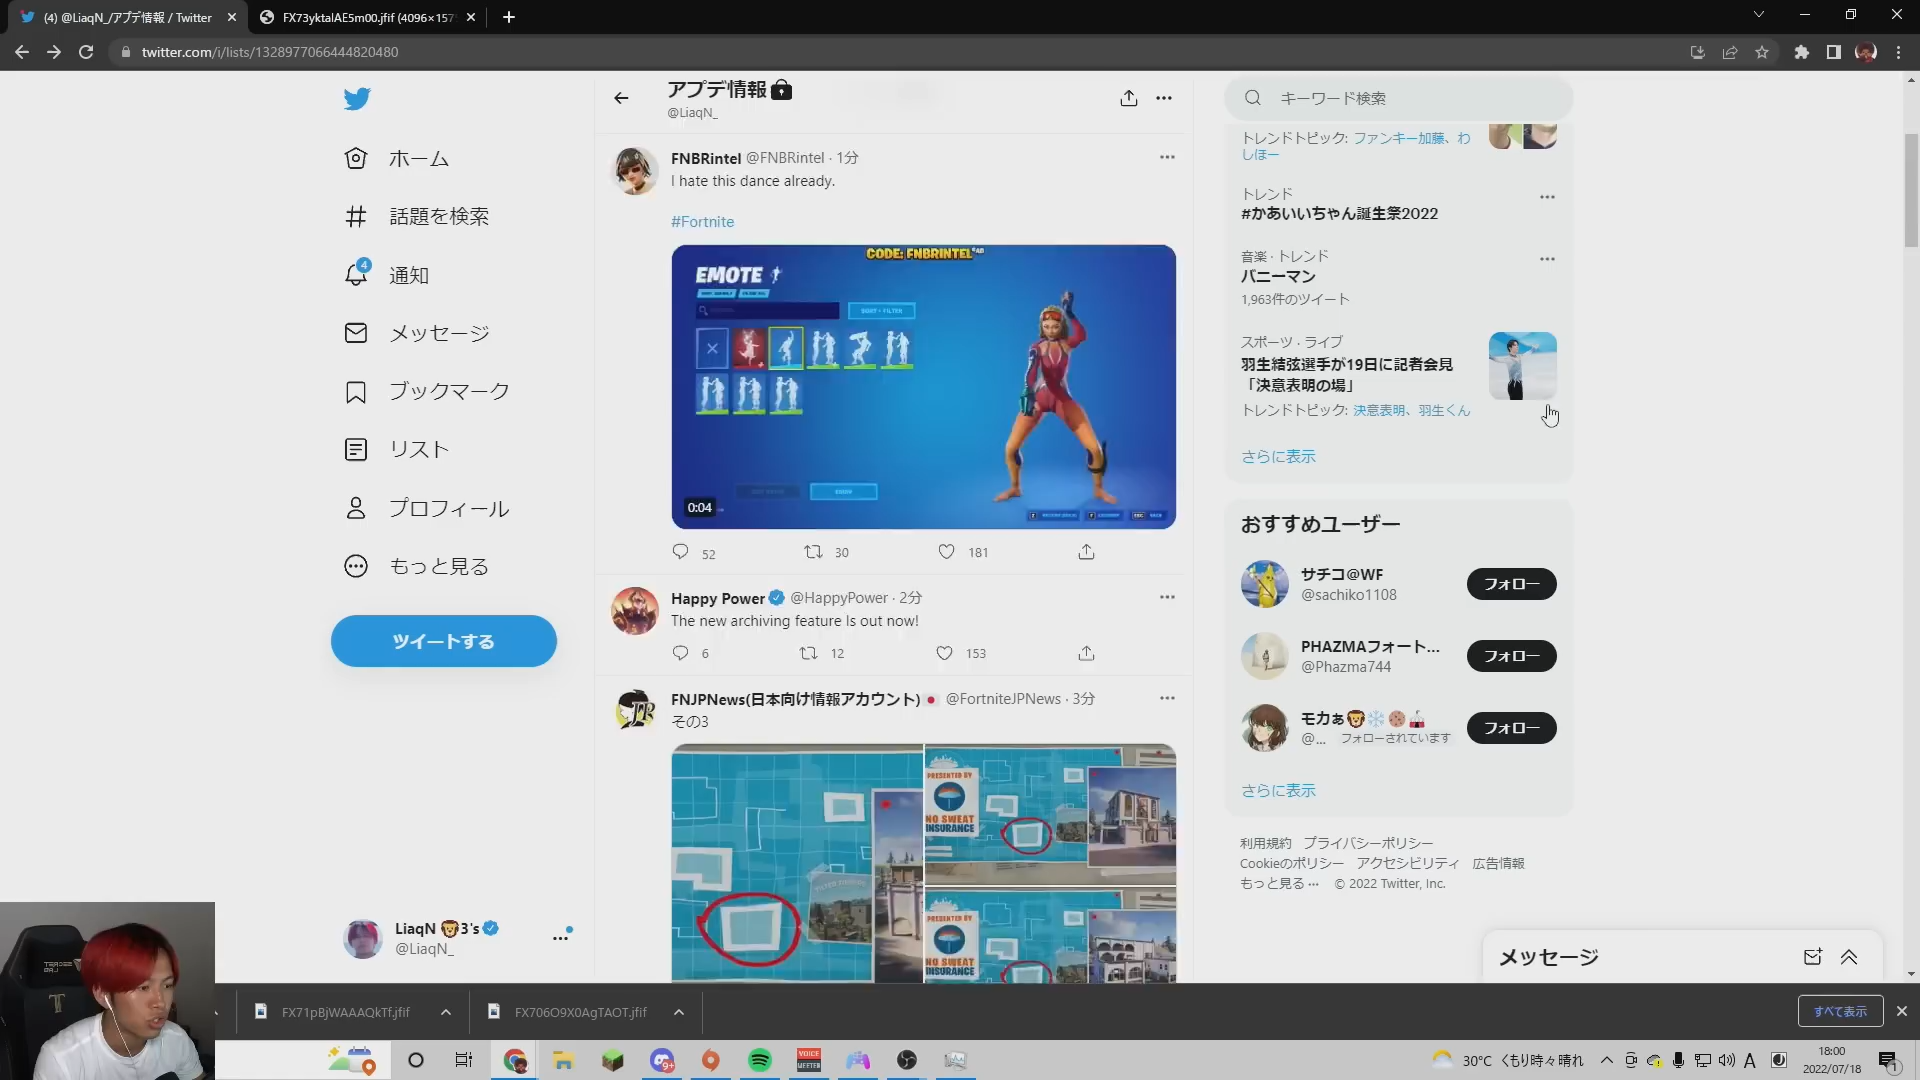 (4) @LiaqN_/アプデ情報 / Twitter
FX73yktaIAE5m00.jfif (4096×157
twitter.com/i/lists/1328977066444820480
ホーム
話題を検索
4
通知
メッセージ
ブックマーク
リスト
プロフィール
もっと見る
ツイートする
LiaqN 🦁3's
@LiaqN_
アプデ情報
@LiaqN_
FNBRintel @FNBRintel · 1分
I hate this dance already.
#Fortnite
CODE: FNBRINTEL #AD
EMOTE
SORT + FILTER
0:04
52
30
181
Happy Power @HappyPower · 2分
The new archiving feature Is out now!
6
12
153
FNJPNews(日本向け情報アカウント)🇯🇵 @FortniteJPNews · 3分
その3
PRESENTED BY
NO SWEAT
INSURANCE
PRESENTED BY
NO SWEAT
INSURANCE
キーワード検索
トレンドトピック: ファンキー加藤、わ
しほー
トレンド
#かあいいちゃん誕生祭2022
音楽 · トレンド
バニーマン
1,963件のツイート
スポーツ · ライブ
羽生結弦選手が19日に記者会見
「決意表明の場」
トレンドトピック: 決意表明、羽生くん
さらに表示
おすすめユーザー
サチコ@WF
@sachiko1108
フォロー
PHAZMAフォート...
@Phazma744
フォロー
モカぁ🦁❄️🍪🎪
@... フォローされています
フォロー
さらに表示
利用規約 プライバシーポリシー
Cookieのポリシー アクセシビリティ 広告情報
もっと見る ··· © 2022 Twitter, Inc.
メッセージ
FX71pBjWAAAQkTf.jfif
FX706O9X0AgTAOT.jfif
すべて表示
9+
VOICE
MEETER
30°C くもり時々晴れ
A
18:00
2022/07/18
1